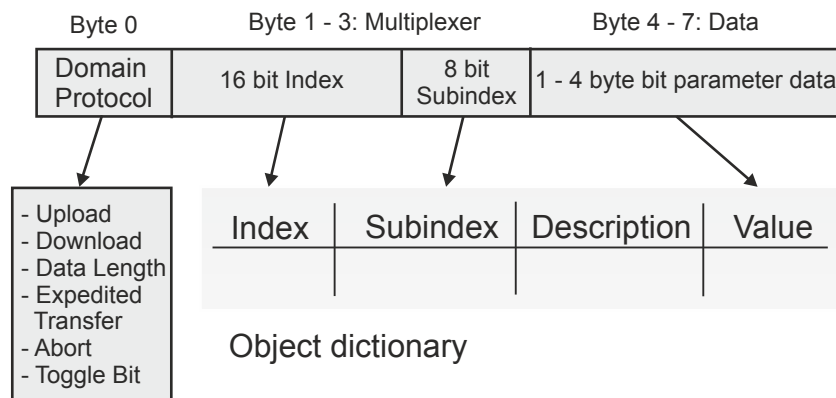 Byte 0
Byte 1 - 3: Multiplexer
Byte 4 - 7: Data
Domain
Protocol
16 bit Index
8 bit
Subindex
1 - 4 byte bit parameter data
- Upload
- Download
- Data Length
- Expedited
Transfer
- Abort
- Toggle Bit
Index
Subindex
Description
Value
Object dictionary